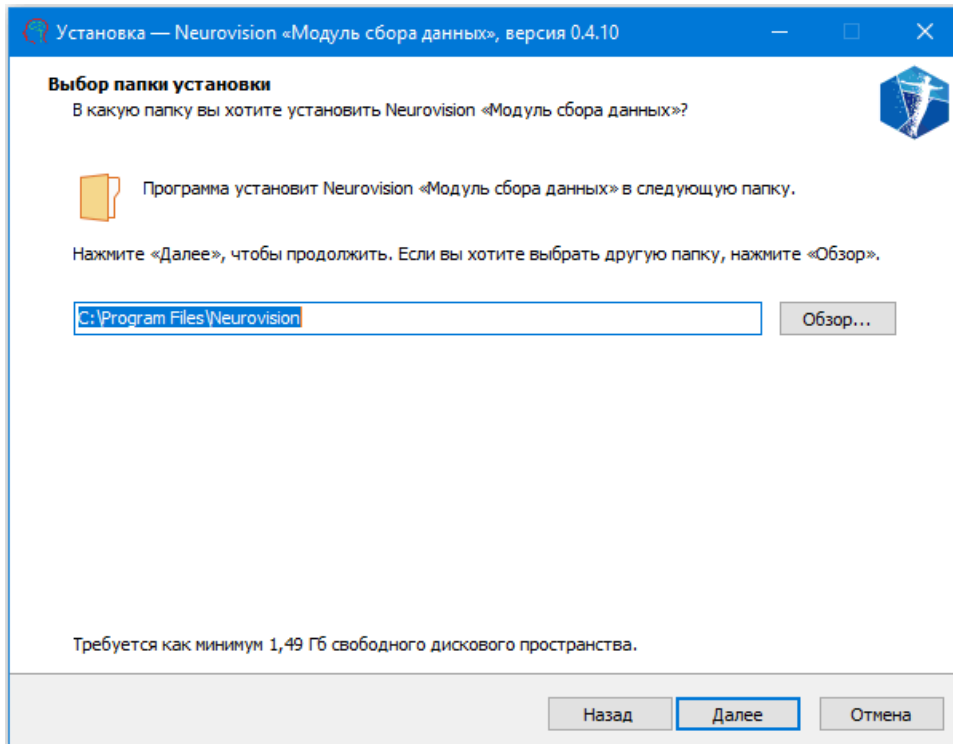 Установка — Neurovision «Модуль сбора данных», версия 0.4.10
Выбор папки установки
В какую папку вы хотите установить Neurovision «Модуль сбора данных»?
Программа установит Neurovision «Модуль сбора данных» в следующую папку.
Нажмите «Далее», чтобы продолжить. Если вы хотите выбрать другую папку, нажмите «Обзор».
C:\Program Files\Neurovision
Обзор...
Требуется как минимум 1,49 Гб свободного дискового пространства.
Назад
Далее
Отмена